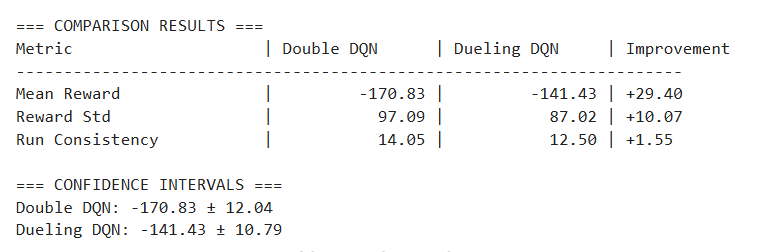 === COMPARISON RESULTS ===
Metric | Double DQN | Dueling DQN | Improvement
----------------------------------------------------------------------
Mean Reward | -170.83 | -141.43 | +29.40
Reward Std | 97.09 | 87.02 | +10.07
Run Consistency | 14.05 | 12.50 | +1.55
=== CONFIDENCE INTERVALS ===
Double DQN: -170.83 ± 12.04
Dueling DQN: -141.43 ± 10.79